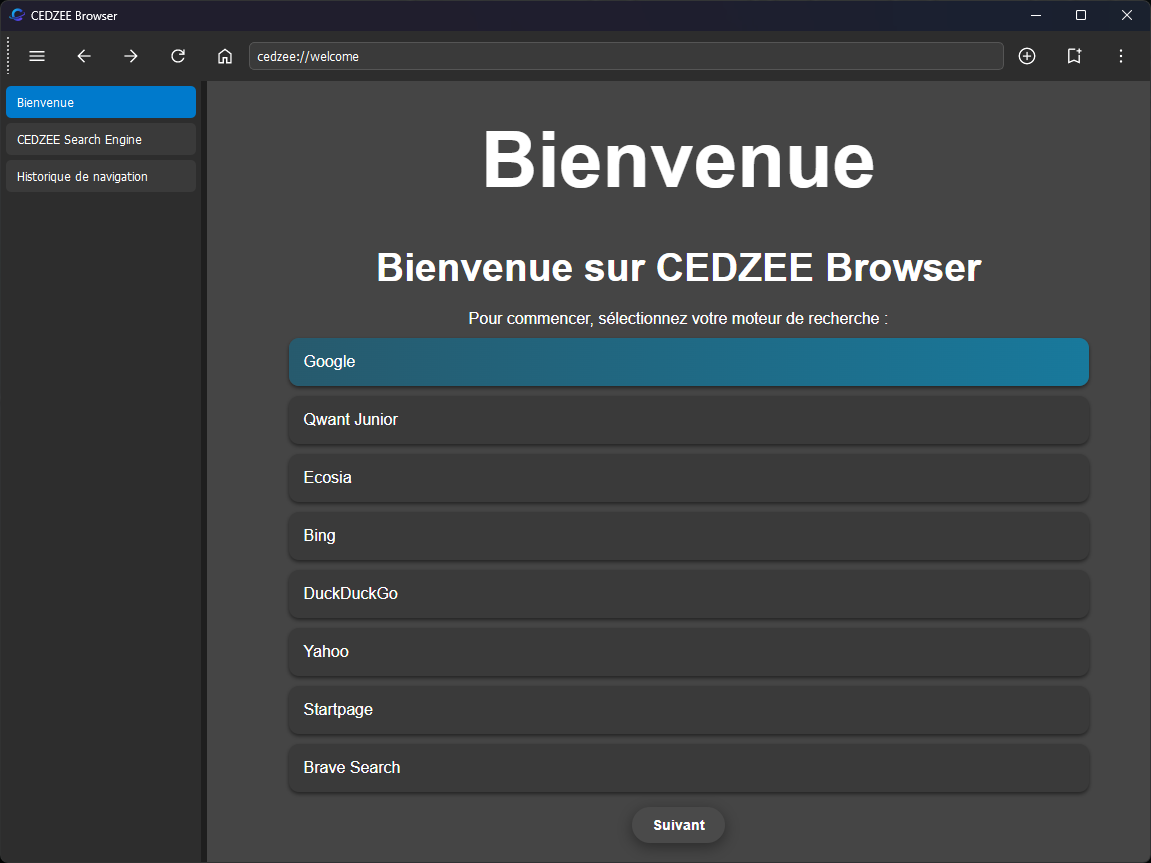 CEDZEE Browser
cedzee://welcome
Bienvenue
CEDZEE Search Engine
Historique de navigation
Bienvenue
Bienvenue sur CEDZEE Browser
Pour commencer, sélectionnez votre moteur de recherche :
Google
Qwant Junior
Ecosia
Bing
DuckDuckGo
Yahoo
Startpage
Brave Search
Suivant